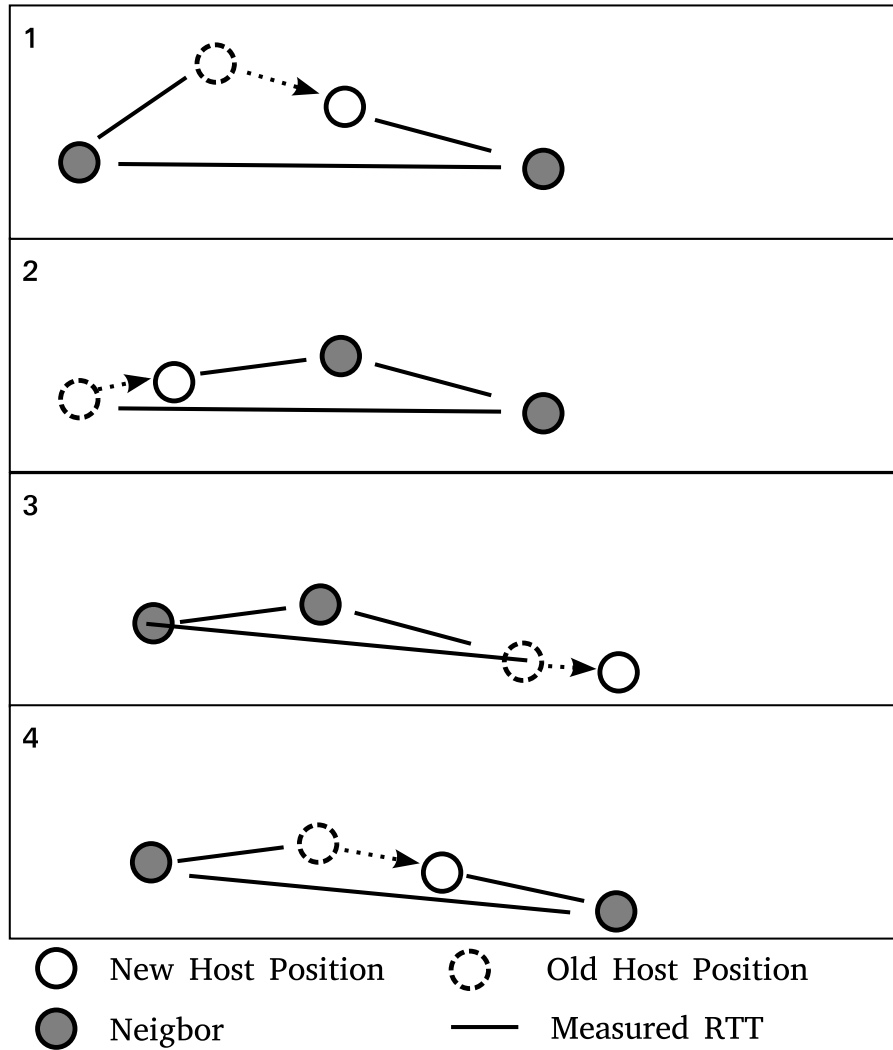 1
2
3
4
New Host Position
Old Host Position
Neigbor
Measured RTT